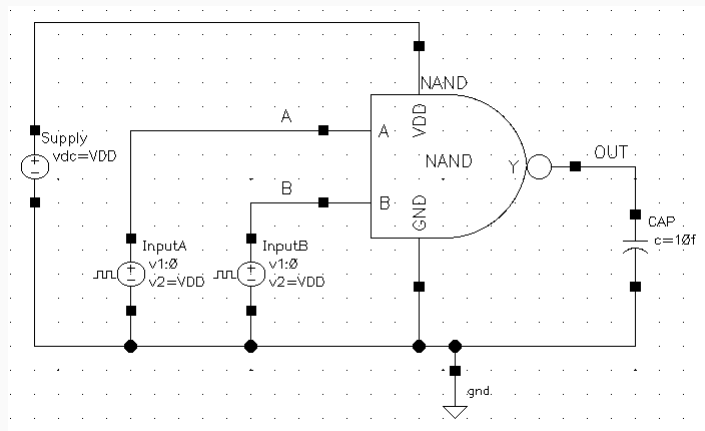 NAND
A
Supply
vdc=VDD
A
VDD
NAND
Y
OUT
B
B
GND
CAP
c=10f
InputA
v1:0
v2=VDD
InputB
v1:0
v2=VDD
gnd